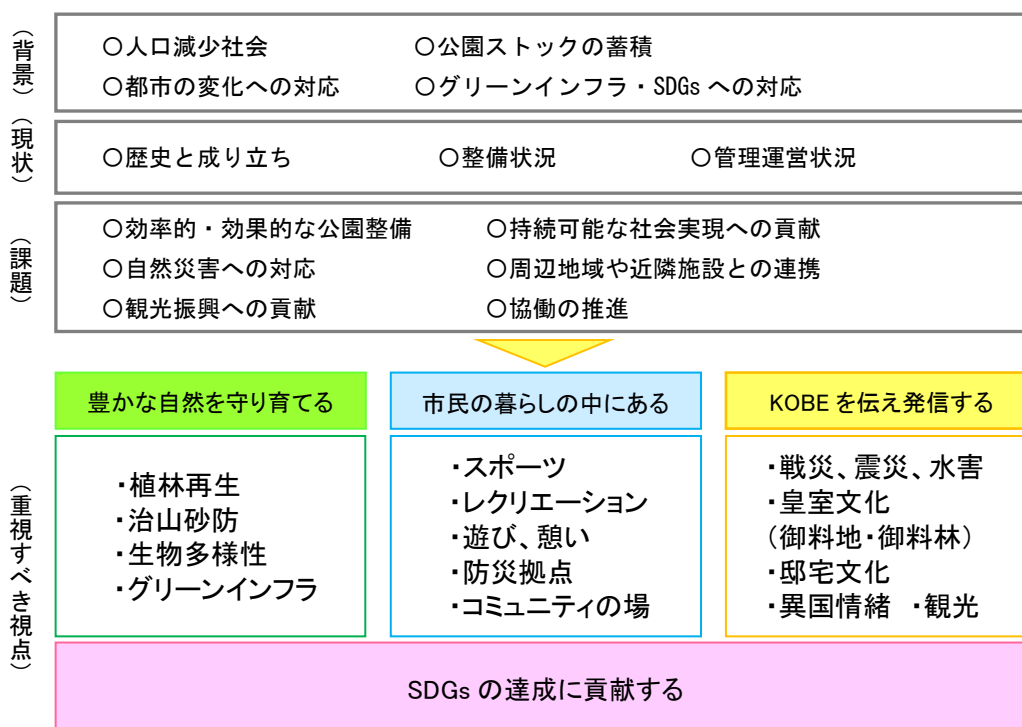 （背景）
○人口減少社会 ○公園ストックの蓄積
○都市の変化への対応 ○グリーンインフラ・SDGs への対応
（現状）
○歴史と成り立ち ○整備状況 ○管理運営状況
（課題）
○効率的・効果的な公園整備 ○持続可能な社会実現への貢献
○自然災害への対応 ○周辺地域や近隣施設との連携
○観光振興への貢献 ○協働の推進
（重視すべき視点）
豊かな自然を守り育てる
・植林再生
・治山砂防
・生物多様性
・グリーンインフラ
市民の暮らしの中にある
・スポーツ
・レクリエーション
・遊び、憩い
・防災拠点
・コミュニティの場
KOBE を伝え発信する
・戦災、震災、水害
・皇室文化
（御料地・御料林）
・邸宅文化
・異国情緒 ・観光
SDGs の達成に貢献する